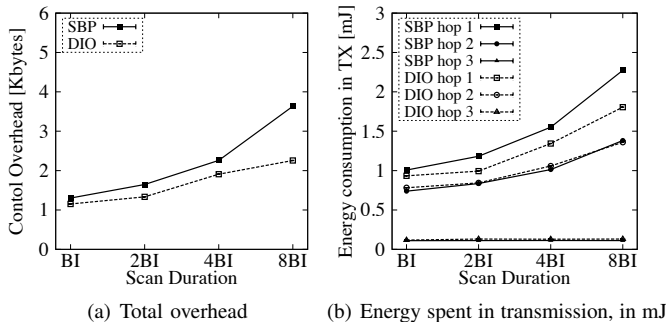 Contol Overhead [Kbytes]
6
5
4
3
2
1
0
SBP
DIO
BI
2BI
4BI
8BI
Scan Duration
(a) Total overhead
Energy consumption in TX [mJ]
3
2.5
2
1.5
1
0.5
0
SBP hop 1
SBP hop 2
SBP hop 3
DIO hop 1
DIO hop 2
DIO hop 3
BI
2BI
4BI
8BI
Scan Duration
(b) Energy spent in transmission, in mJ